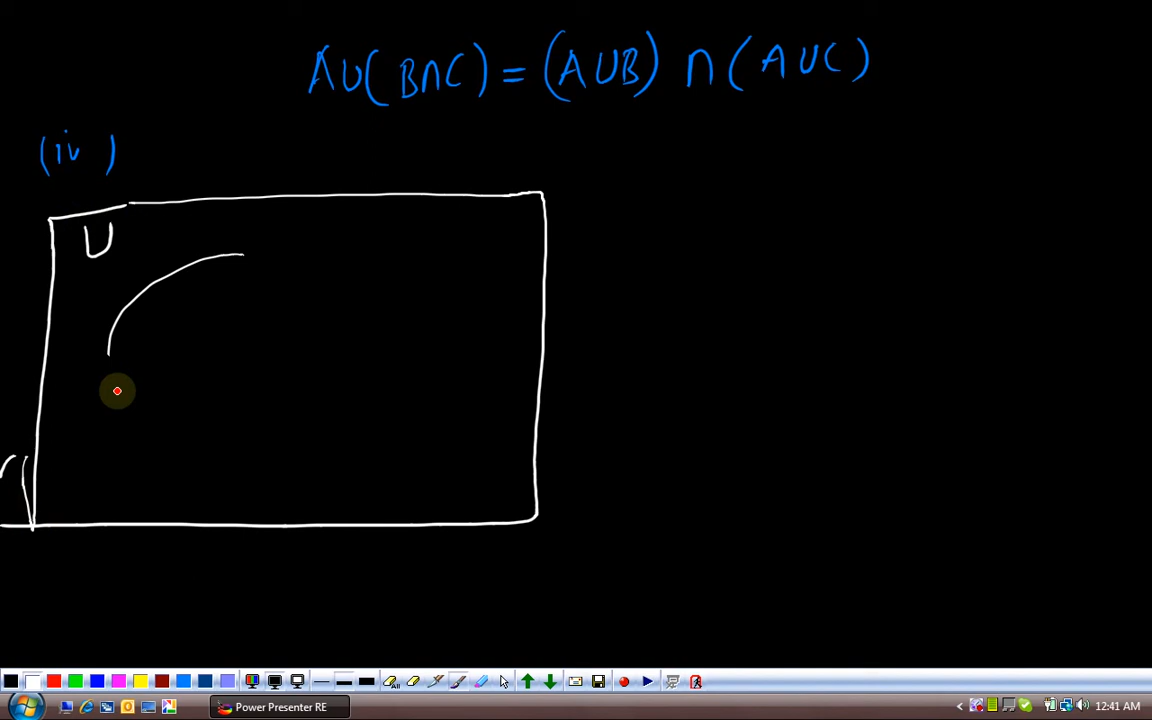 A∪(B∩C)=(A∪B) ∩(A∪C)
(iv )
U
Power Presenter RE
12:41 AM